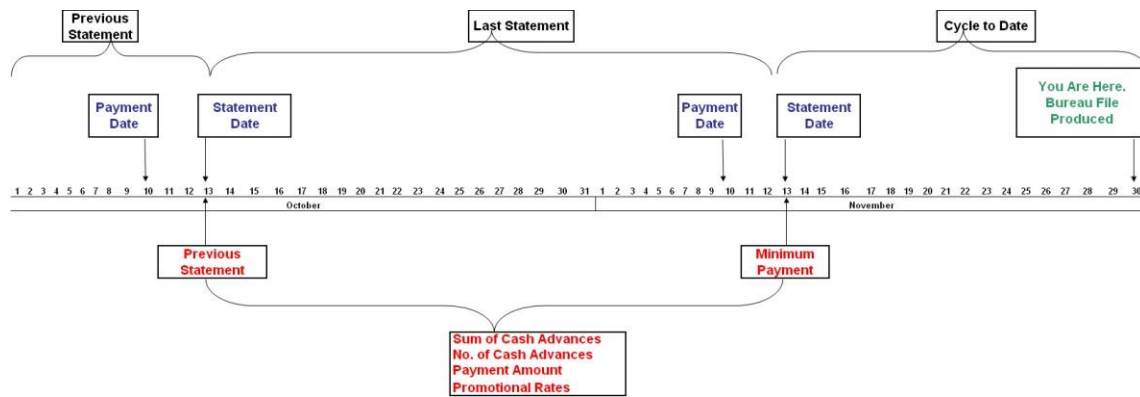 Previous
Statement
Last Statement
Cycle to Date
Payment
Date
Statement
Date
Payment
Date
Statement
Date
You Are Here.
Bureau File
Produced
1 2 3 4 5 6 7 8 9 10 11 12 13 14 15 16 17 18 19 20 21 22 23 24 25 26 27 28 29 30 31 1 2 3 4 5 6 7 8 9 10 11 12 13 14 15 16 17 18 19 20 21 22 23 24 25 26 27 28 29 30
October November
Previous
Statement
Minimum
Payment
Sum of Cash Advances
No. of Cash Advances
Payment Amount
Promotional Rates